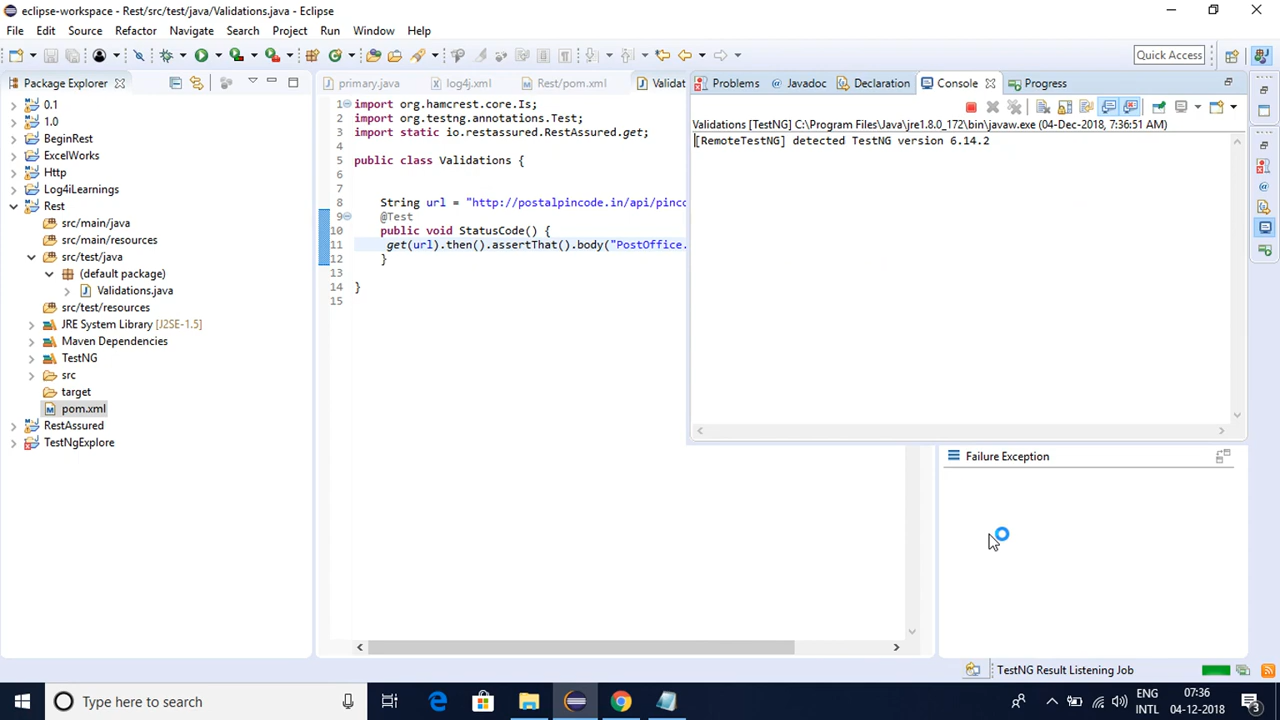 eclipse-workspace - Rest/src/test/java/Validations.java - Eclipse
File Edit Source Refactor Navigate Search Project Run Window Help
Quick Access
Package Explorer
primary.java log4j.xml Rest/pom.xml Validat
Problems Javadoc Declaration Console Progress
Validations [TestNG] C:\Program Files\Java\jre1.8.0_172\bin\javaw.exe (04-Dec-2018, 7:36:51 AM)
[RemoteTestNG] detected TestNG version 6.14.2
0.1
1.0
BeginRest
ExcelWorks
Http
Log4iLearnings
Rest
src/main/java
src/main/resources
src/test/java
(default package)
Validations.java
src/test/resources
JRE System Library [J2SE-1.5]
Maven Dependencies
TestNG
src
target
pom.xml
RestAssured
TestNgExplore
1 import org.hamcrest.core.Is;
2 import org.testng.annotations.Test;
3 import static io.restassured.RestAssured.get;
4
5 public class Validations {
6
7
8 String url = "http://postalpincode.in/api/pinco
9 @Test
10 public void StatusCode() {
11 get(url).then().assertThat().body("PostOffice.
12 }
13
14 }
15
Failure Exception
TestNG Result Listening Job
Type here to search
ENG
INTL
07:36
04-12-2018
3